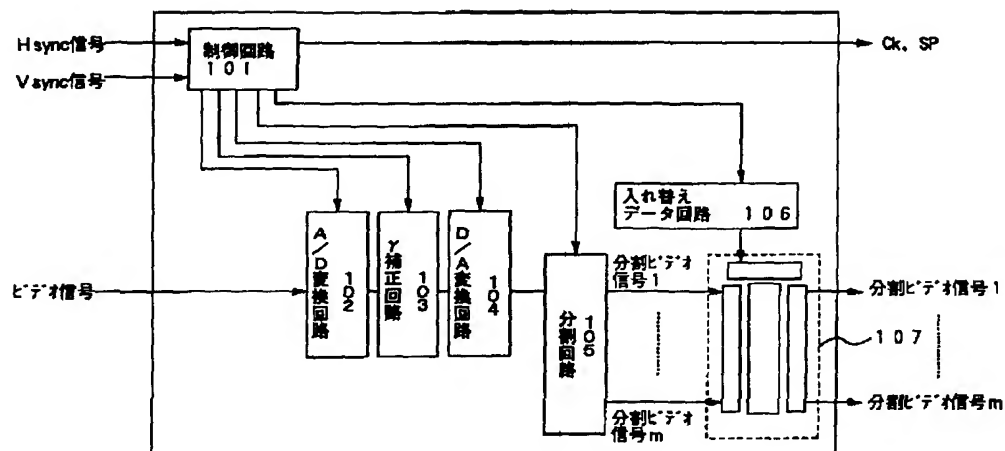 Hsync信号
Vsync信号
制御回路
101
Ck、SP
入れ替え
データ回路 106
ビデオ信号
A/D変換回路
102
γ補正回路
103
D/A変換回路
104
分割回路
105
分割ビデオ
信号1
分割ビデオ
信号m
分割ビデオ信号1
107
分割ビデオ信号m